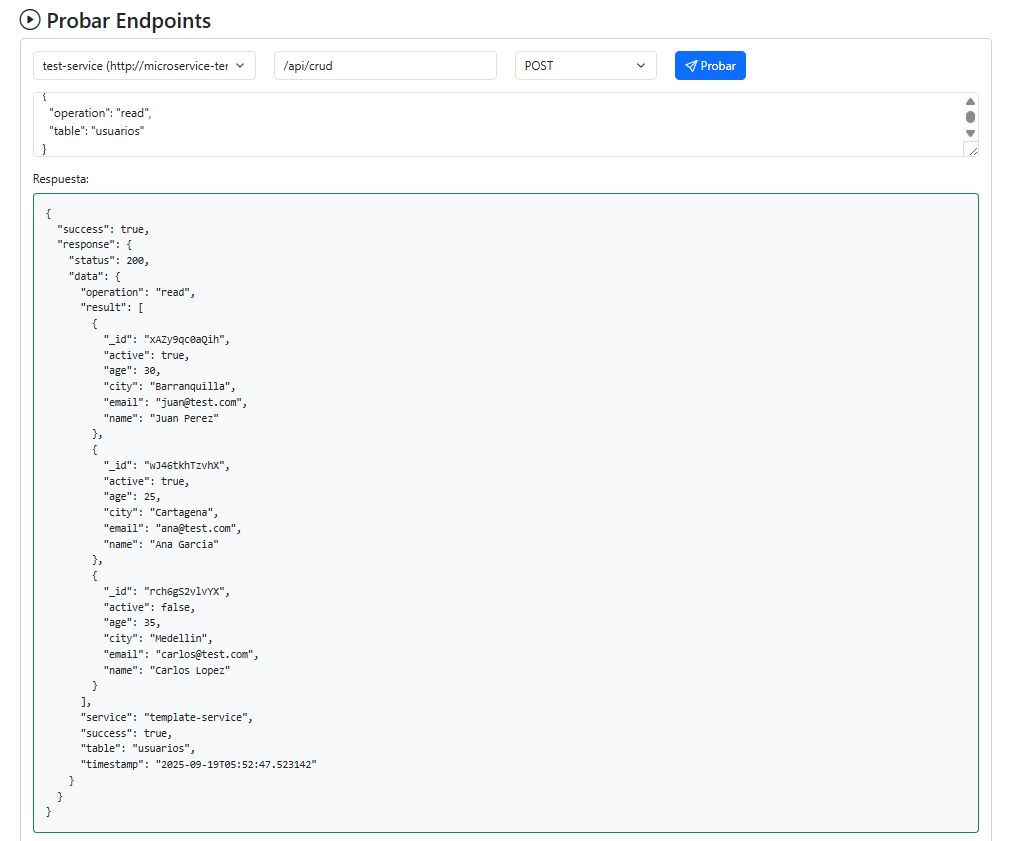 Probar Endpoints
test-service (http://microservice-ter
/api/crud
POST
Probar
{
"operation": "read",
"table": "usuarios"
}
Respuesta:
{
"success": true,
"response": {
"status": 200,
"data": {
"operation": "read",
"result": [
{
"_id": "xAZy9qc0aQih",
"active": true,
"age": 30,
"city": "Barranquilla",
"email": "juan@test.com",
"name": "Juan Perez"
},
{
"_id": "wJ46tkhTzvhX",
"active": true,
"age": 25,
"city": "Cartagena",
"email": "ana@test.com",
"name": "Ana Garcia"
},
{
"_id": "rch6gS2vlvYX",
"active": false,
"age": 35,
"city": "Medellin",
"email": "carlos@test.com",
"name": "Carlos Lopez"
}
],
"service": "template-service",
"success": true,
"table": "usuarios",
"timestamp": "2025-09-19T05:52:47.523142"
}
}
}